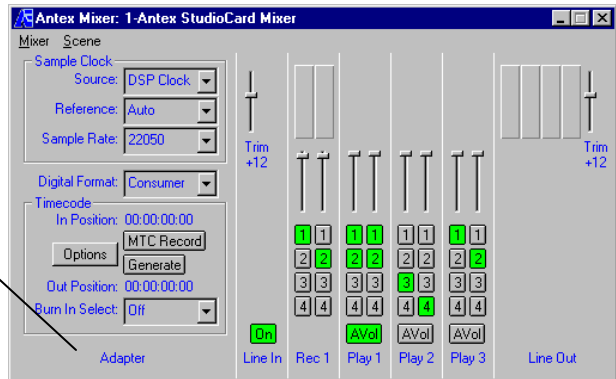 Antex Mixer: 1-Antex StudioCard Mixer
Mixer Scene
Sample Clock
Source: DSP Clock
Reference: Auto
Sample Rate: 22050
Digital Format: Consumer
Timecode
In Position: 00:00:00:00
Options
MTC Record
Generate
Out Position: 00:00:00:00
Burn In Select: Off
Adapter
Trim
+12
On
Line In
1 1
2 2
3 3
4 4
Rec 1
1 1
2 2
3 3
4 4
AVol
Play 1
1 1
2 2
3 3
4 4
AVol
Play 2
1 1
2 2
3 3
4 4
AVol
Play 3
Trim
+12
Line Out